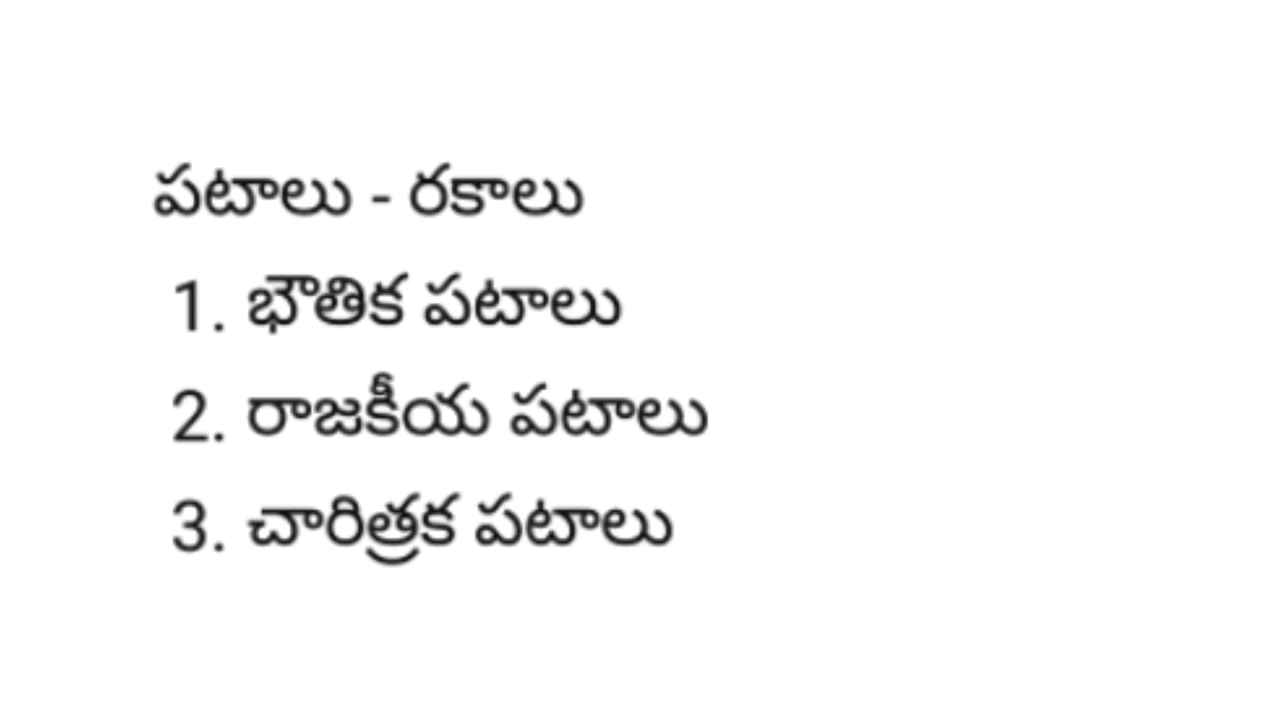 పటాలు - రకాలు
1. భౌతిక పటాలు
2. రాజకీయ పటాలు
3. చారిత్రక పటాలు